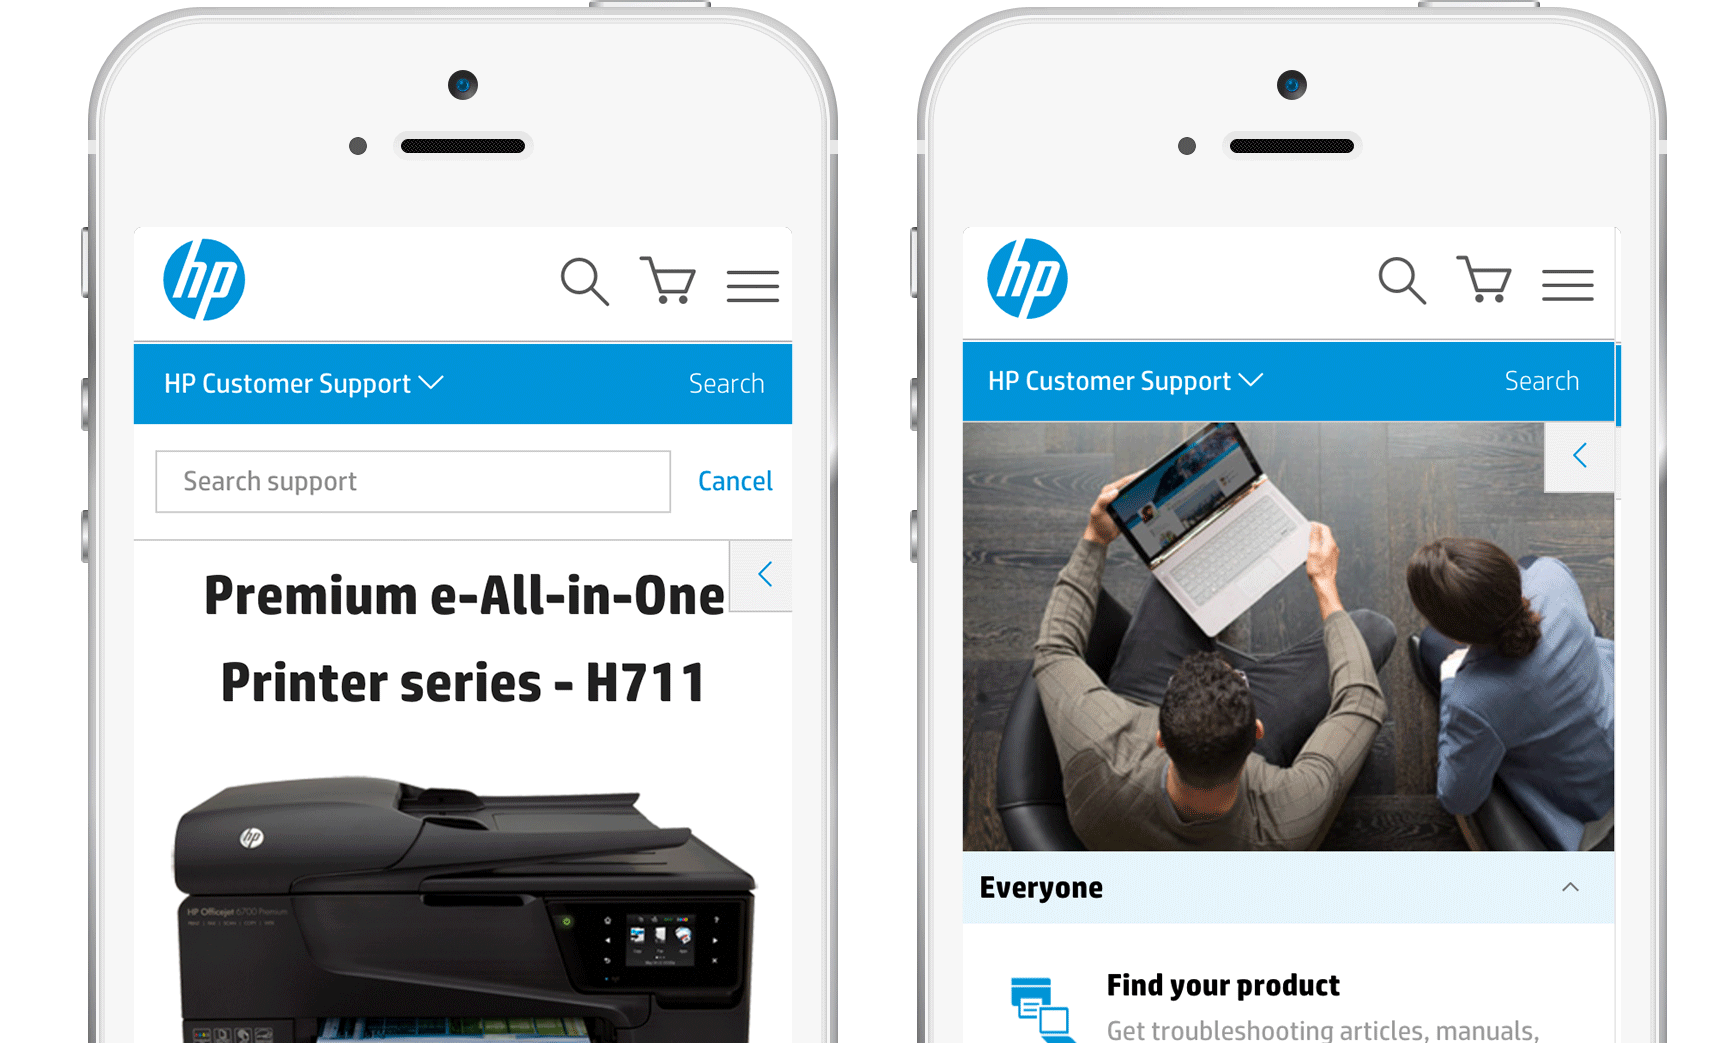 hp
HP Customer Support
Search
Search support
Cancel
Premium e-All-in-One
Printer series - H711
hp
HP Officejet 6700 Premium
hp
HP Customer Support
Search
Everyone
Find your product
Get troubleshooting articles, manuals,